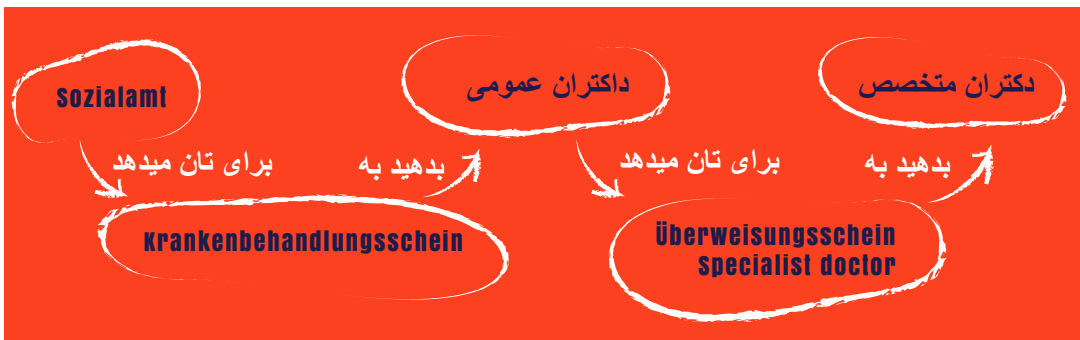 Sozialamt
برای تان میدهد
Krankenbehandlungsschein
بدهید به
داکتران عمومی
برای تان میدهد
Überweisungsschein
Specialist doctor
بدهید به
دکتران متخصص